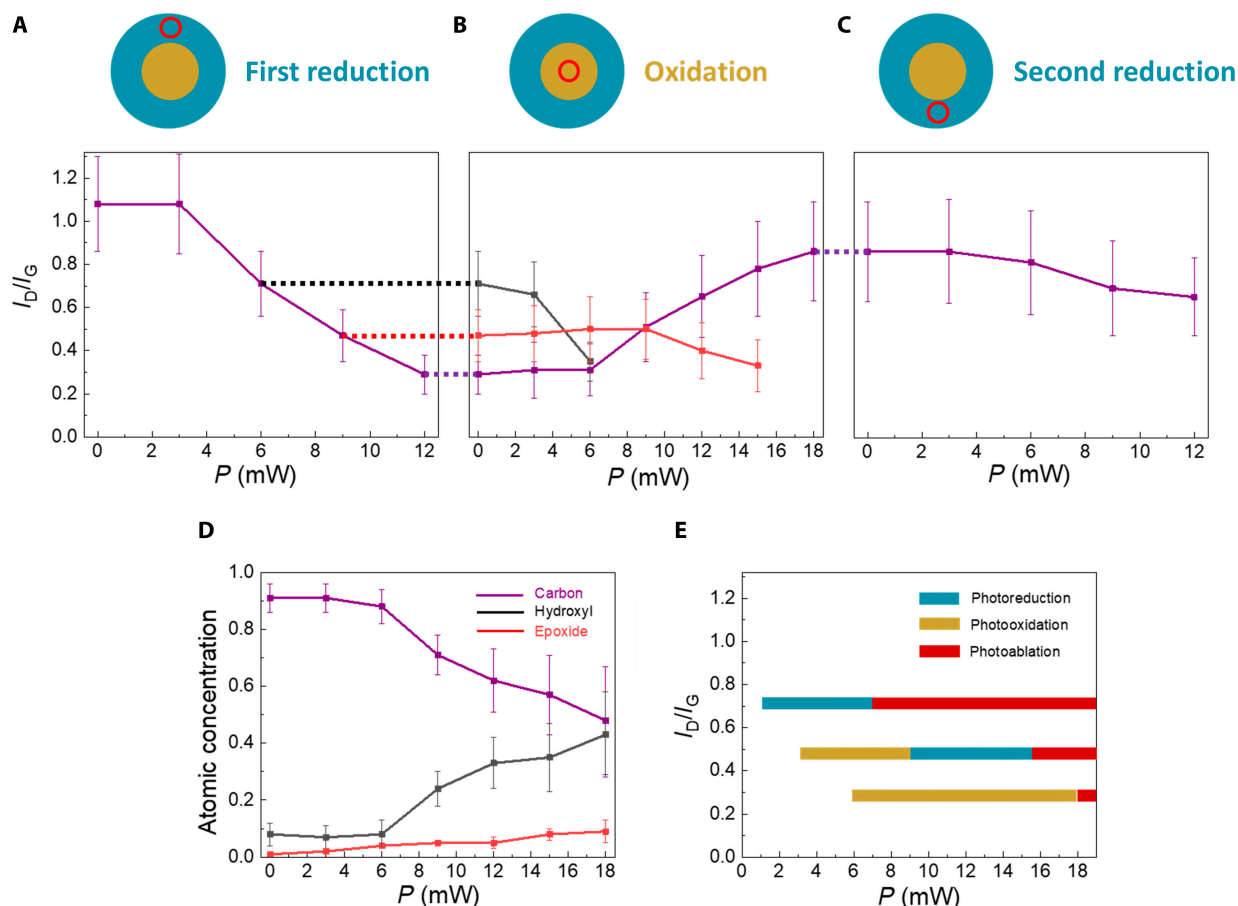 A
B
C
First reduction
Oxidation
Second reduction
I_D/I_G
1.2
1.0
0.8
0.6
0.4
0.2
0.0
0 2 4 6 8 10 12
0 2 4 6 8 10 12 14 16 18
0 2 4 6 8 10 12
P (mW)
P (mW)
P (mW)
D
Atomic concentration
1.0
0.8
0.6
0.4
0.2
0.0
Carbon
Hydroxyl
Epoxide
0 2 4 6 8 10 12 14 16 18
P (mW)
E
I_D/I_G
1.2
1.0
0.8
0.6
0.4
0.2
0.0
Photoreduction
Photooxidation
Photoablation
0 2 4 6 8 10 12 14 16 18
P (mW)